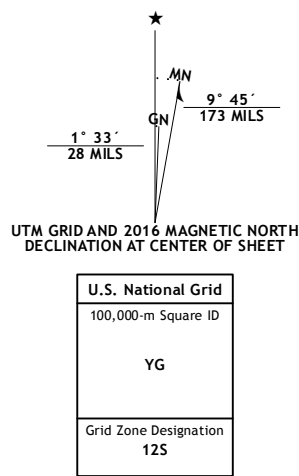 ★
MN
GN
9° 45´
173 MILS
1° 33´
28 MILS
UTM GRID AND 2016 MAGNETIC NORTH
DECLINATION AT CENTER OF SHEET
U.S. National Grid
100,000-m Square ID
YG
Grid Zone Designation
12S